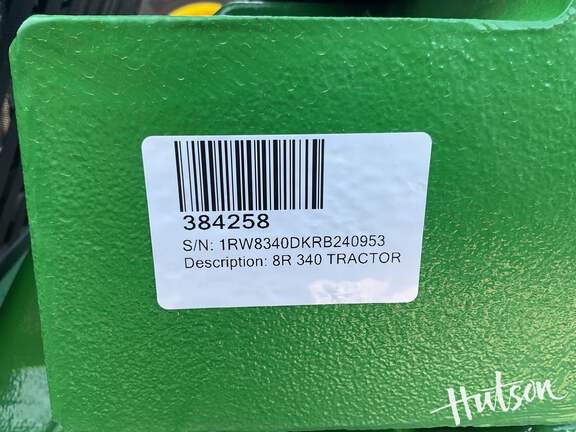 384258
S/N: 1RW8340DKRB240953
Description: 8R 340 TRACTOR
Hutson